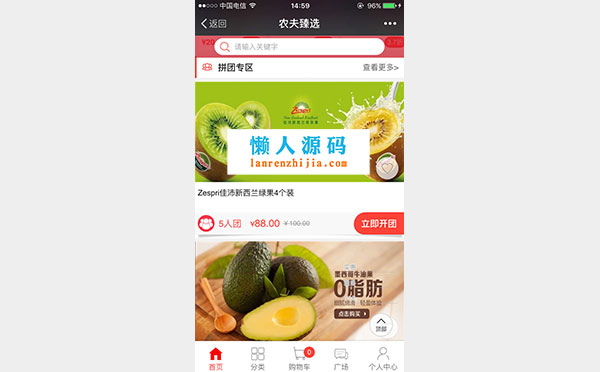 中国电信 14:59 96%
返回 农夫臻选
请输入关键字
拼团专区 查看更多>
Zespri
懒人源码
lanrenzhijia.com
Zespri佳沛新西兰绿果4个装
5人团 ¥88.00 ¥100.00 立即开团
墨西哥牛油果
0脂肪
点击购买
顶部
0
首页 分类 购物车 广场 个人中心